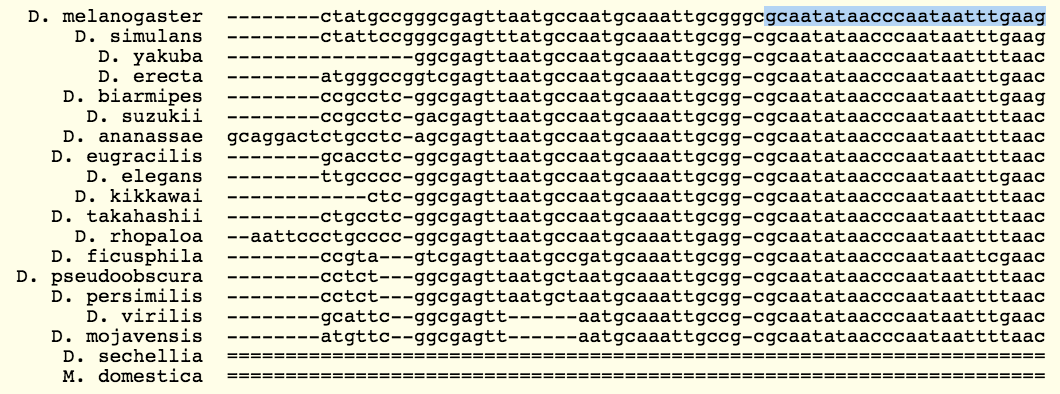 D. melanogaster --------ctatgccgggcgagttaatgccaatgcaaattgcgggcgcaatataacccaataatttgaag
D. simulans --------ctattccgggcgagtttatgccaatgcaaattgcgg-cgcaatataacccaataatttgaag
D. yakuba ----------------ggcgagttaatgccaatgcaaattgcgg-cgcaatataacccaataattttaac
D. erecta --------atgggccggtcgagttaatgccaatgcaaattgcgg-cgcaatataacccaataatttgaac
D. biarmipes --------ccgcctc-ggcgagttaatgccaatgcaaattgcgg-cgcaatataacccaataatttgaag
D. suzukii --------ccgcctc-gacgagttaatgccaatgcaaattgcgg-cgcaatataacccaataattttaac
D. ananassae gcaggactctgcctc-agcgagttaatgccaatgcaaattgcgg-cgcaatataacccaataattttaac
D. eugracilis --------gcacctc-ggcgagttaatgccaatgcaaattgcgg-cgcaatataacccaataattttaac
D. elegans --------ttgcccc-ggcgagttaatgccaatgcaaattgcgg-cgcaatataacccaataatttgaac
D. kikkawai ------------ctc-ggcgagttaatgccaatgcaaattgcgg-cgcaatataacccaataattttaac
D. takahashii --------ctgcctc-ggcgagttaatgccaatgcaaattgcgg-cgcaatataacccaataattttaac
D. rhopaloa --aattccctgcccc-ggcgagttaatgccaatgcaaattgagg-cgcaatataacccaataattttaac
D. ficusphila --------ccgta---gtcgagttaatgccgatgcaaattgcgg-cgcaatataacccaataattcgaac
D. pseudoobscura --------cctct---ggcgagttaatgctaatgcaaattgcgg-cgcaatataacccaataattttaac
D. persimilis --------cctct---ggcgagttaatgctaatgcaaattgcgg-cgcaatataacccaataattttaac
D. virilis --------gcattc--ggcgagtt------aatgcaaattgccg-cgcaatataacccaataatttgaac
D. mojavensis --------atgttc--ggcgagtt------aatgcaaattgccg-cgcaatataacccaataattttaac
D. sechellia ======================================================================
M. domestica ======================================================================